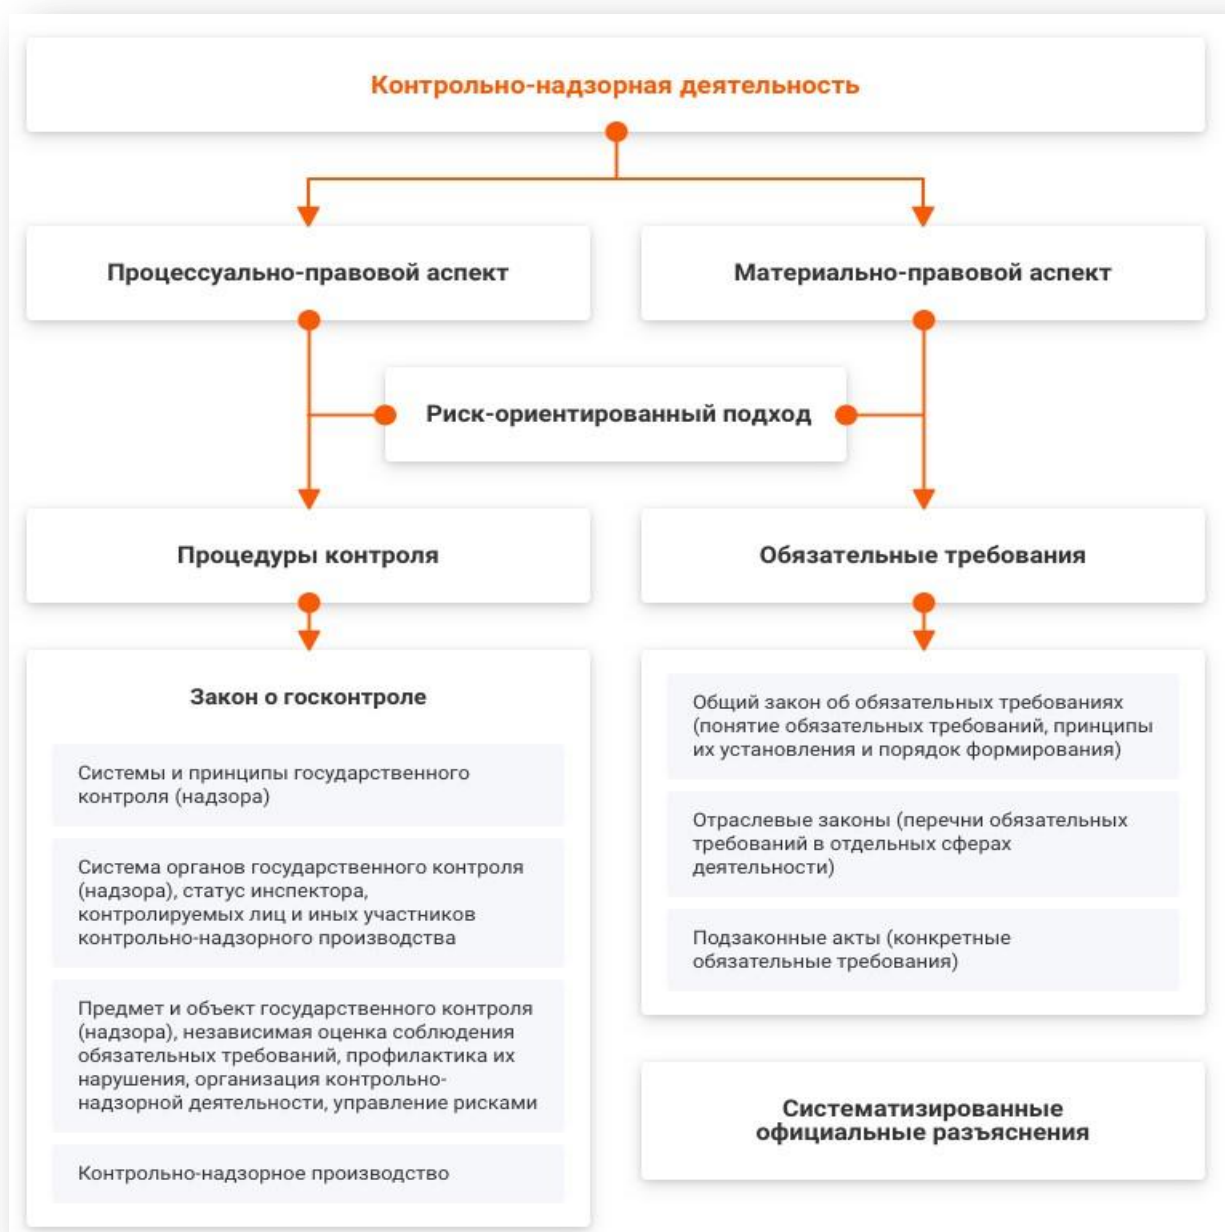 Контрольно-надзорная деятельность
Процессуально-правовой аспект
Материально-правовой аспект
Риск-ориентированный подход
Процедуры контроля
Обязательные требования
Закон о госконтроле
Системы и принципы государственного
контроля (надзора)
Система органов государственного контроля
(надзора), статус инспектора,
контролируемых лиц и иных участников
контрольно-надзорного производства
Предмет и объект государственного контроля
(надзора), независимая оценка соблюдения
обязательных требований, профилактика их
нарушения, организация контрольно-
надзорной деятельности, управление рисками
Контрольно-надзорное производство
Общий закон об обязательных требованиях
(понятие обязательных требований, принципы
их установления и порядок формирования)
Отраслевые законы (перечни обязательных
требований в отдельных сферах
деятельности)
Подзаконные акты (конкретные
обязательные требования)
Систематизированные
официальные разъяснения